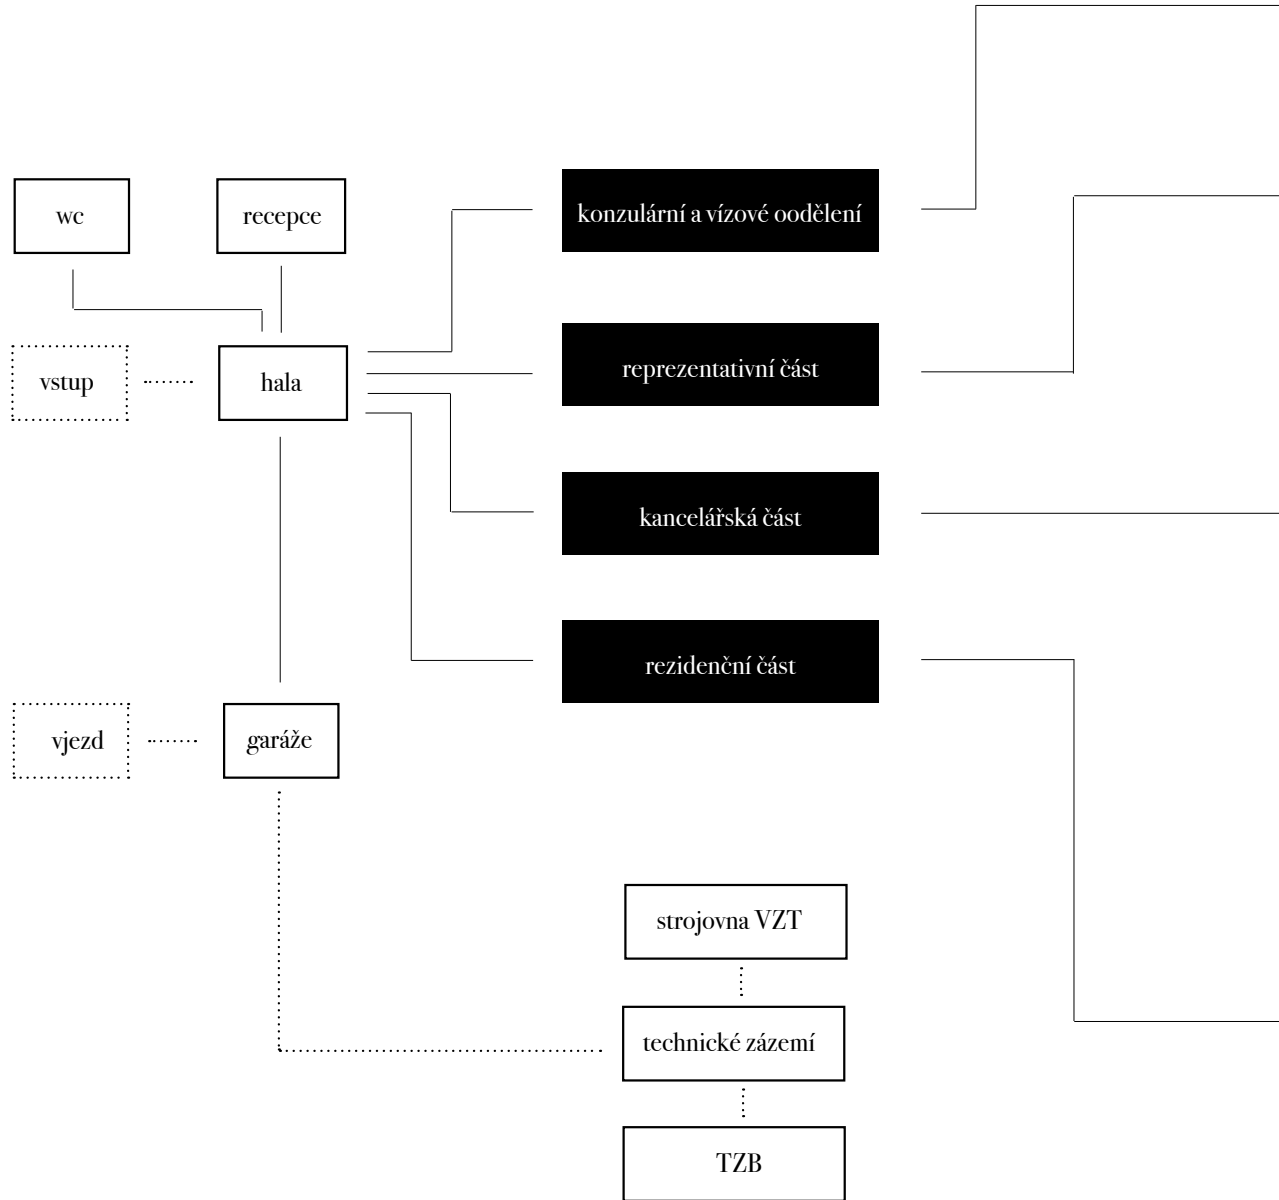 wc
recepce
konzulární a vízové oodělení
vstup
hala
reprezentativní část
kancelářská část
rezidenční část
vjezd
garáže
strojovna VZT
technické zázemí
TZB